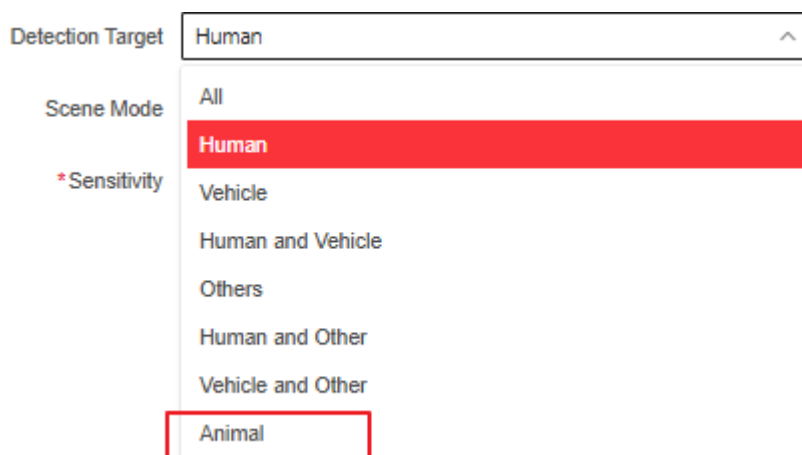 Detection Target Human
All
Scene Mode
Human
*Sensitivity
Vehicle
Human and Vehicle
Others
Human and Other
Vehicle and Other
Animal